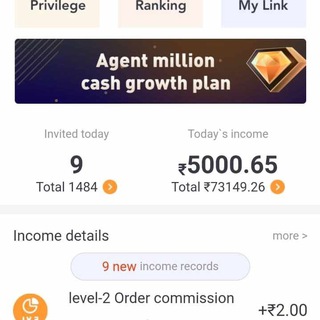 Privilege
Ranking
My Link
Agent million
cash growth plan
Invited today
Today`s income
9
₹5000.65
Total 1484
Total ₹73149.26
Income details
more >
9 new income records
level-2 Order commission
+₹2.00